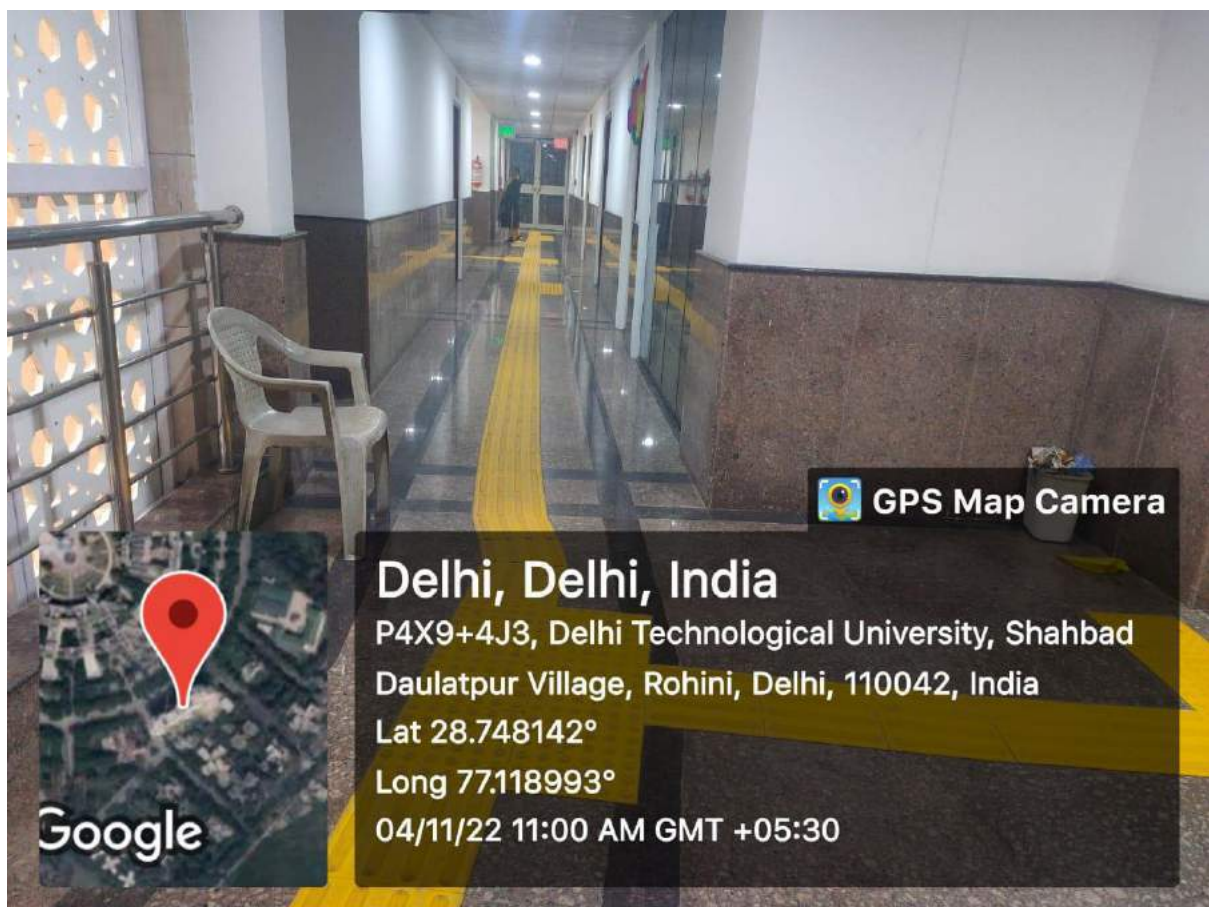 GPS Map Camera
Delhi, Delhi, India
P4X9+4J3, Delhi Technological University, Shahbad
Daulatpur Village, Rohini, Delhi, 110042, India
Lat 28.748142°
Long 77.118993°
04/11/22 11:00 AM GMT +05:30
Google